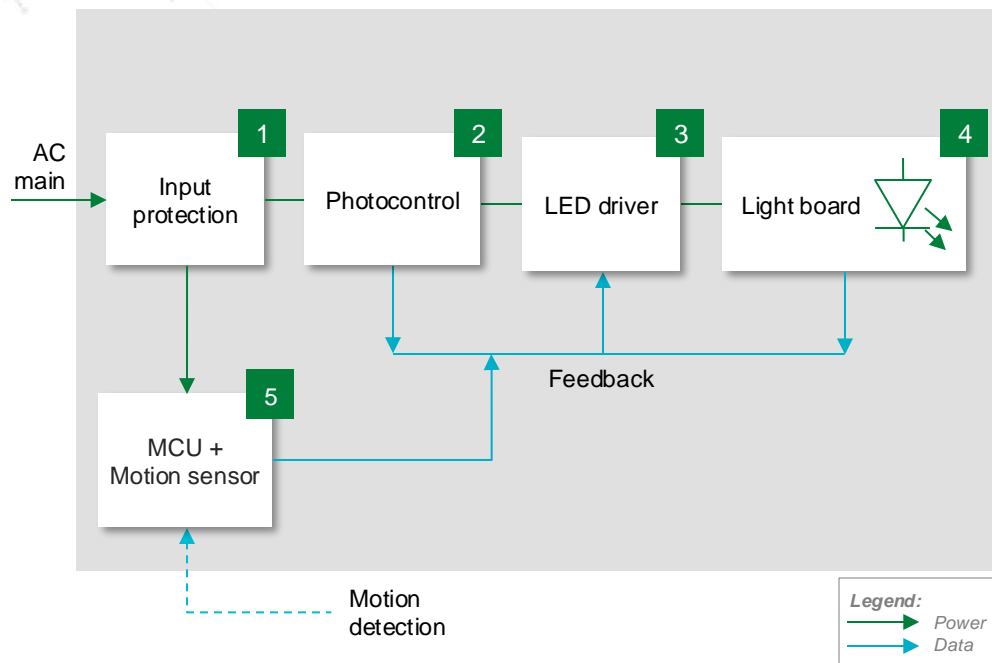 AC
main
1
Input
protection
2
Photocontrol
3
LED driver
4
Light board
Feedback
5
MCU +
Motion sensor
Motion
detection
Legend:
Power
Data